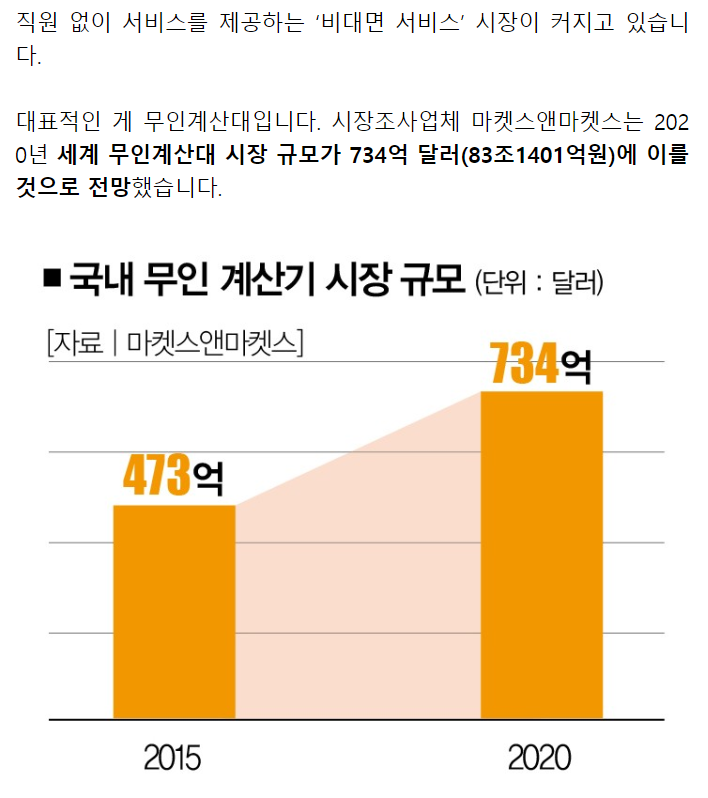 직원 없이 서비스를 제공하는 ‘비대면 서비스’ 시장이 커지고 있습니
다.
대표적인 게 무인계산대입니다. 시장조사업체 마켓스앤마켓스는 202
0년 세계 무인계산대 시장 규모가 734억 달러(83조1401억원)에 이를
것으로 전망했습니다.
■ 국내 무인 계산기 시장 규모 (단위 : 달러)
[자료 | 마켓스앤마켓스]
734억
473억
2015 2020